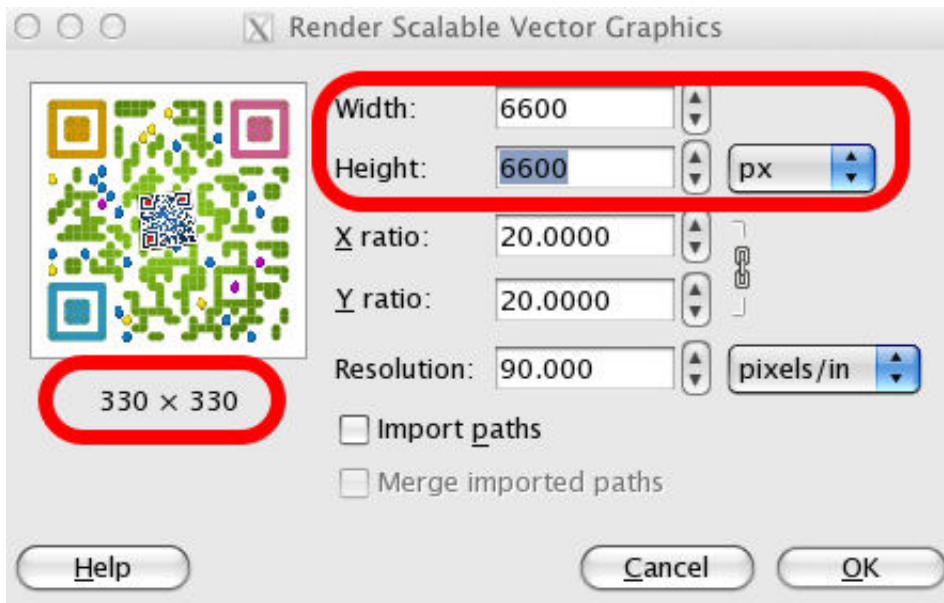 Render Scalable Vector Graphics
Width: 6600
Height: 6600 px
X ratio: 20.0000
Y ratio: 20.0000
330 × 330
Resolution: 90.000 pixels/in
Import paths
Merge imported paths
Help Cancel OK